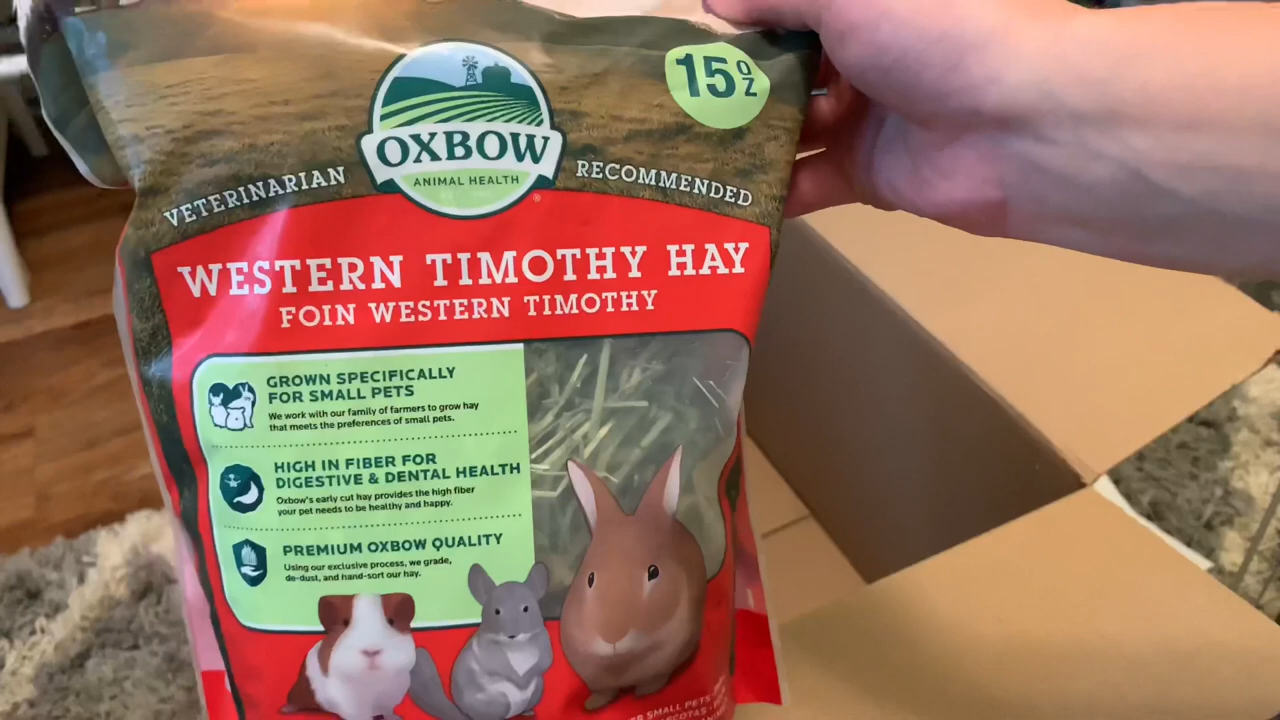 15 OZ
OXBOW
ANIMAL HEALTH
VETERINARIAN RECOMMENDED
WESTERN TIMOTHY HAY
FOIN WESTERN TIMOTHY
GROWN SPECIFICALLY
FOR SMALL PETS
We work with our family of farmers to grow hay
that meets the preferences of small pets.
HIGH IN FIBER FOR
DIGESTIVE & DENTAL HEALTH
Oxbow's early cut hay provides the high fiber
your pet needs to be healthy and happy.
PREMIUM OXBOW QUALITY
Using our exclusive process, we grade,
de-dust, and hand-sort our hay.
SMALL PETS